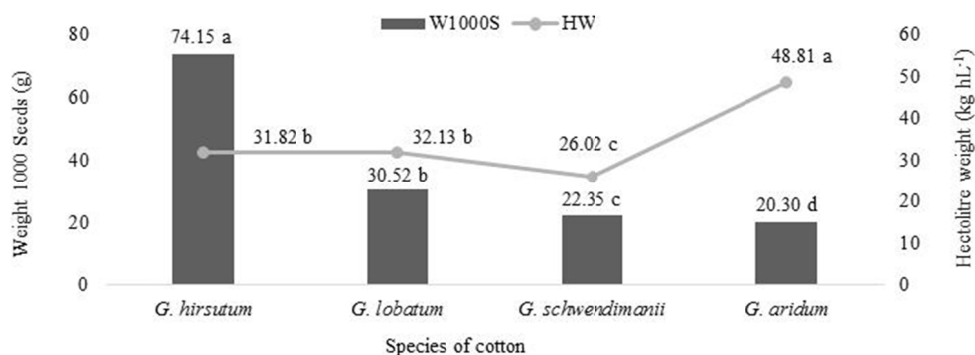 W1000S HW
80
60
40
20
0
Weight 1000 Seeds (g)
60
50
40
30
20
10
0
Hectolitre weight (kg hL⁻¹)
74.15 a
31.82 b
32.13 b
30.52 b
26.02 c
22.35 c
48.81 a
20.30 d
G. hirsutum G. lobatum G. schwendimanii G. aridum
Species of cotton